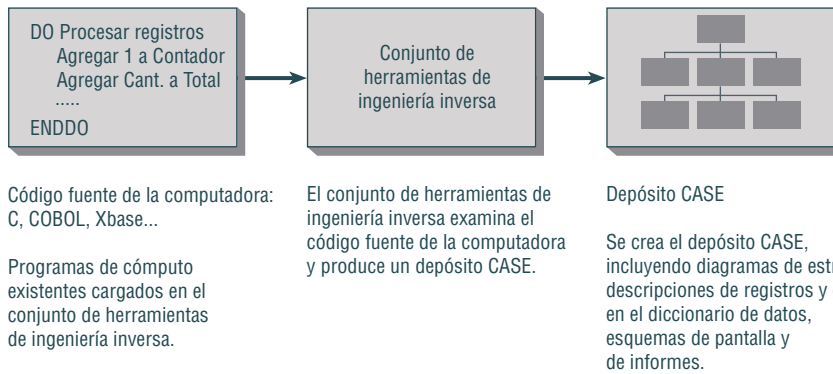 DO Procesar registros
Agregar 1 a Contador
Agregar Cant. a Total
.....
ENDDO
Conjunto de
herramientas de
ingeniería inversa
Código fuente de la computadora:
C, COBOL, Xbase...
Programas de cómputo
existentes cargados en el
conjunto de herramientas
de ingeniería inversa.
El conjunto de herramientas de
ingeniería inversa examina el
código fuente de la computadora
y produce un depósito CASE.
Depósito CASE
Se crea el depósito CASE,
incluyendo diagramas de
descripciones de registros y
en el diccionario de datos,
esquemas de pantalla y
de informes.